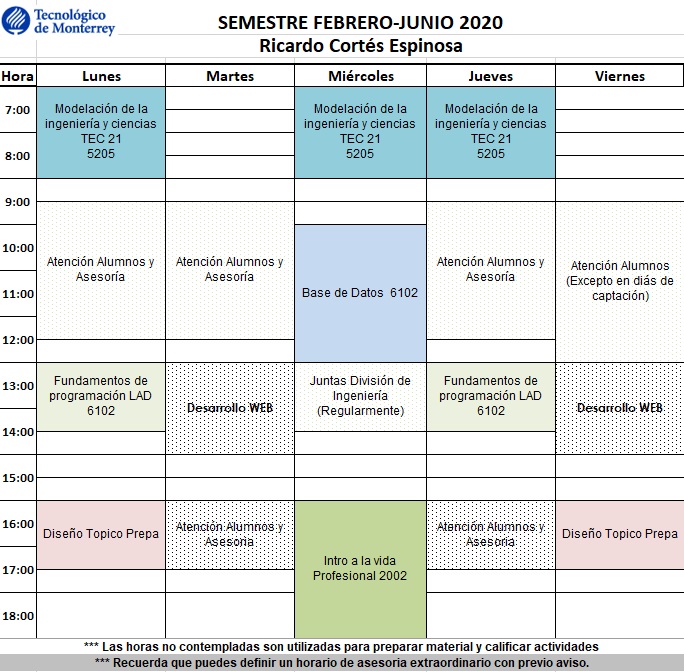 Tecnológico
de Monterrey
SEMESTRE FEBRERO-JUNIO 2020
Ricardo Cortés Espinosa
Hora Lunes Martes Miércoles Jueves Viernes
7:00
Modelación de la
ingeniería y ciencias
TEC 21
5205
Modelación de la
ingeniería y ciencias
TEC 21
5205
Modelación de la
ingeniería y ciencias
TEC 21
5205
8:00
9:00
10:00
Atención Alumnos y
Asesoría
Atención Alumnos y
Asesoría
Atención Alumnos y
Asesoría
Atención Alumnos
(Excepto en diás de
captación)
11:00
Base de Datos 6102
12:00
13:00
Fundamentos de
programación LAD
6102
Desarrollo WEB
Juntas División de
Ingeniería
(Regularmente)
Fundamentos de
programación LAD
6102
Desarrollo WEB
14:00
15:00
16:00
Diseño Topico Prepa
Atención Alumnos y
Asesoria
Intro a la vida
Profesional 2002
Atención Alumnos y
Asesoria
Diseño Topico Prepa
17:00
18:00
*** Las horas no contempladas son utilizadas para preparar material y calificar actividades
*** Recuerda que puedes definir un horario de asesoria extraordinario con previo aviso.